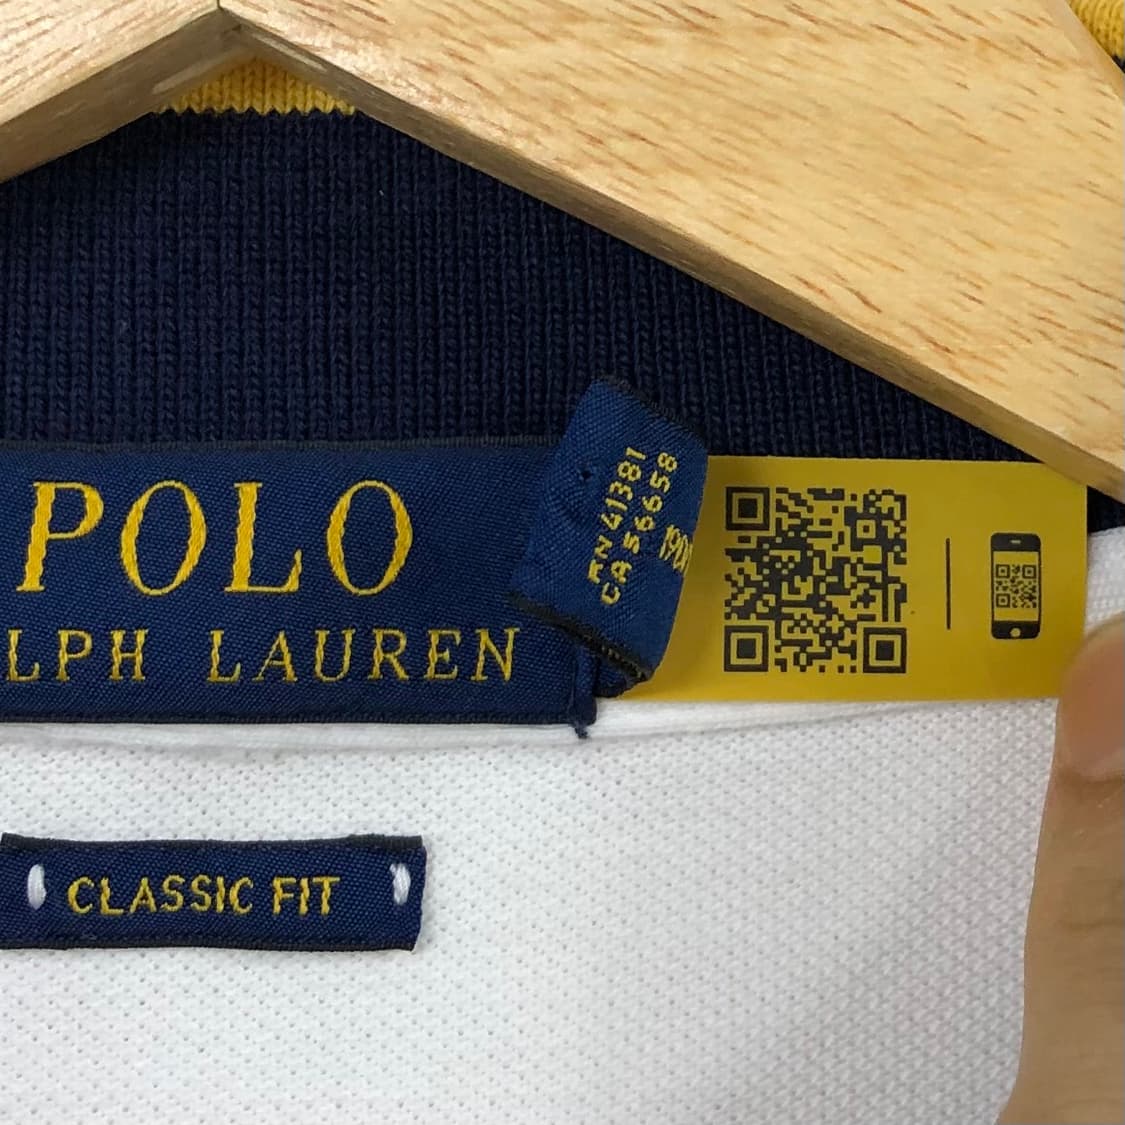 POLO
LPH LAUREN
RN 41381
CA 56658
CLASSIC FIT